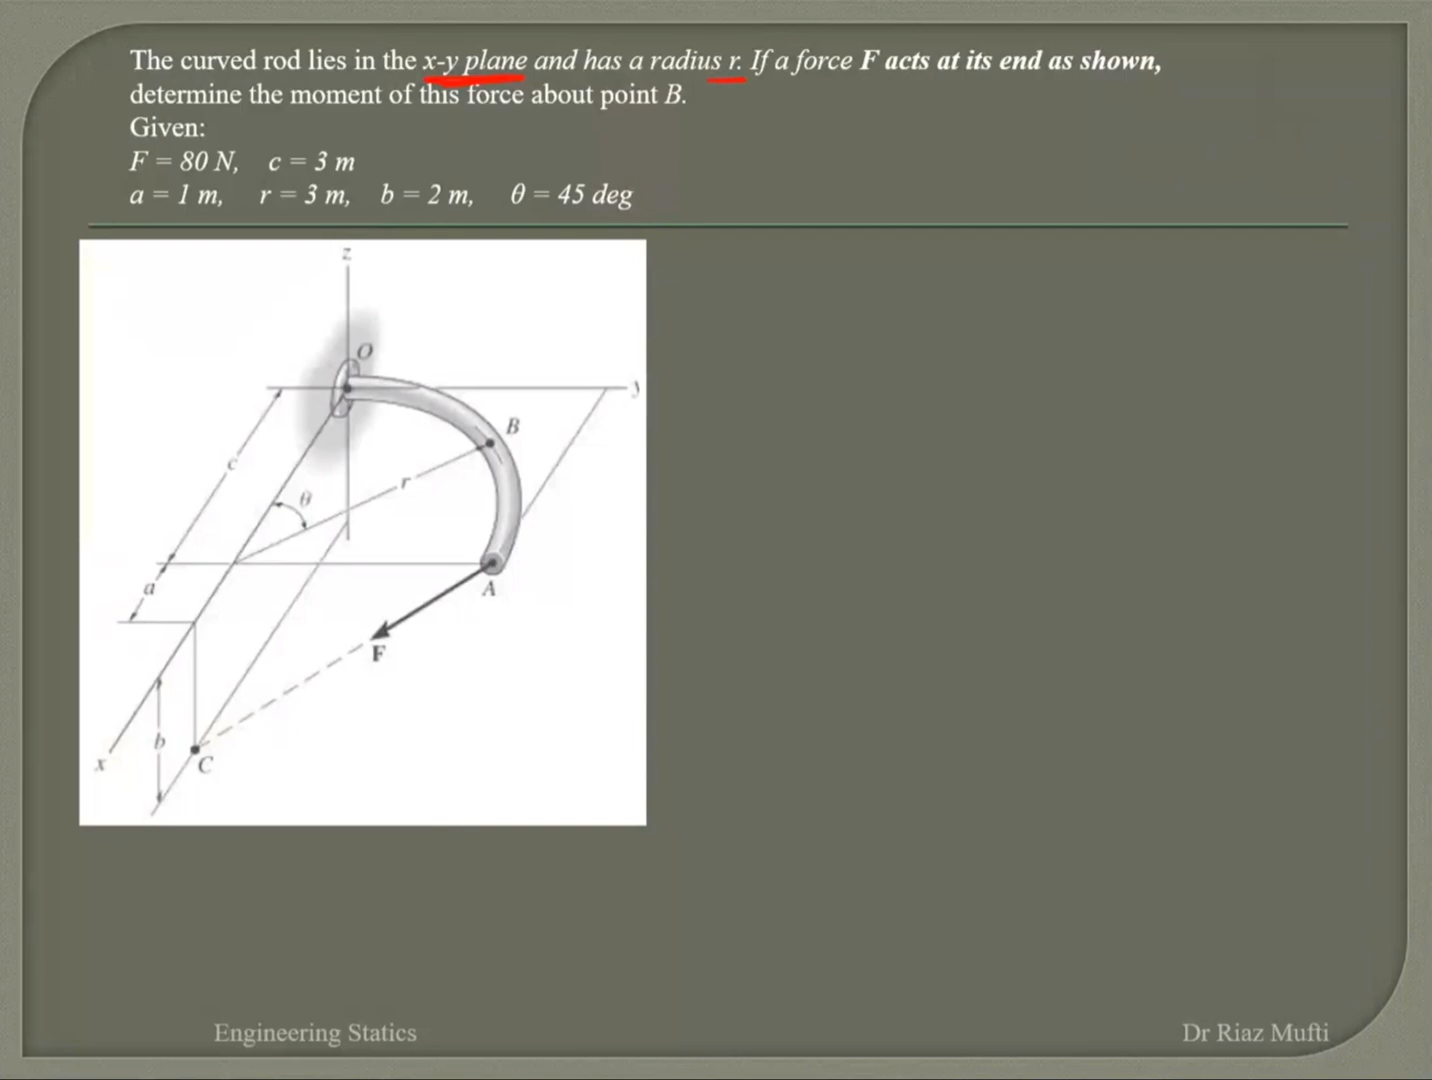 The curved rod lies in the x-y plane and has a radius r. If a force F acts at its end as shown,
determine the moment of this force about point B.
Given:
F = 80 N, c = 3 m
a = 1 m, r = 3 m, b = 2 m, θ = 45 deg
z
O
y
B
c
r
θ
a
A
F
b
x
C
Engineering Statics
Dr Riaz Mufti